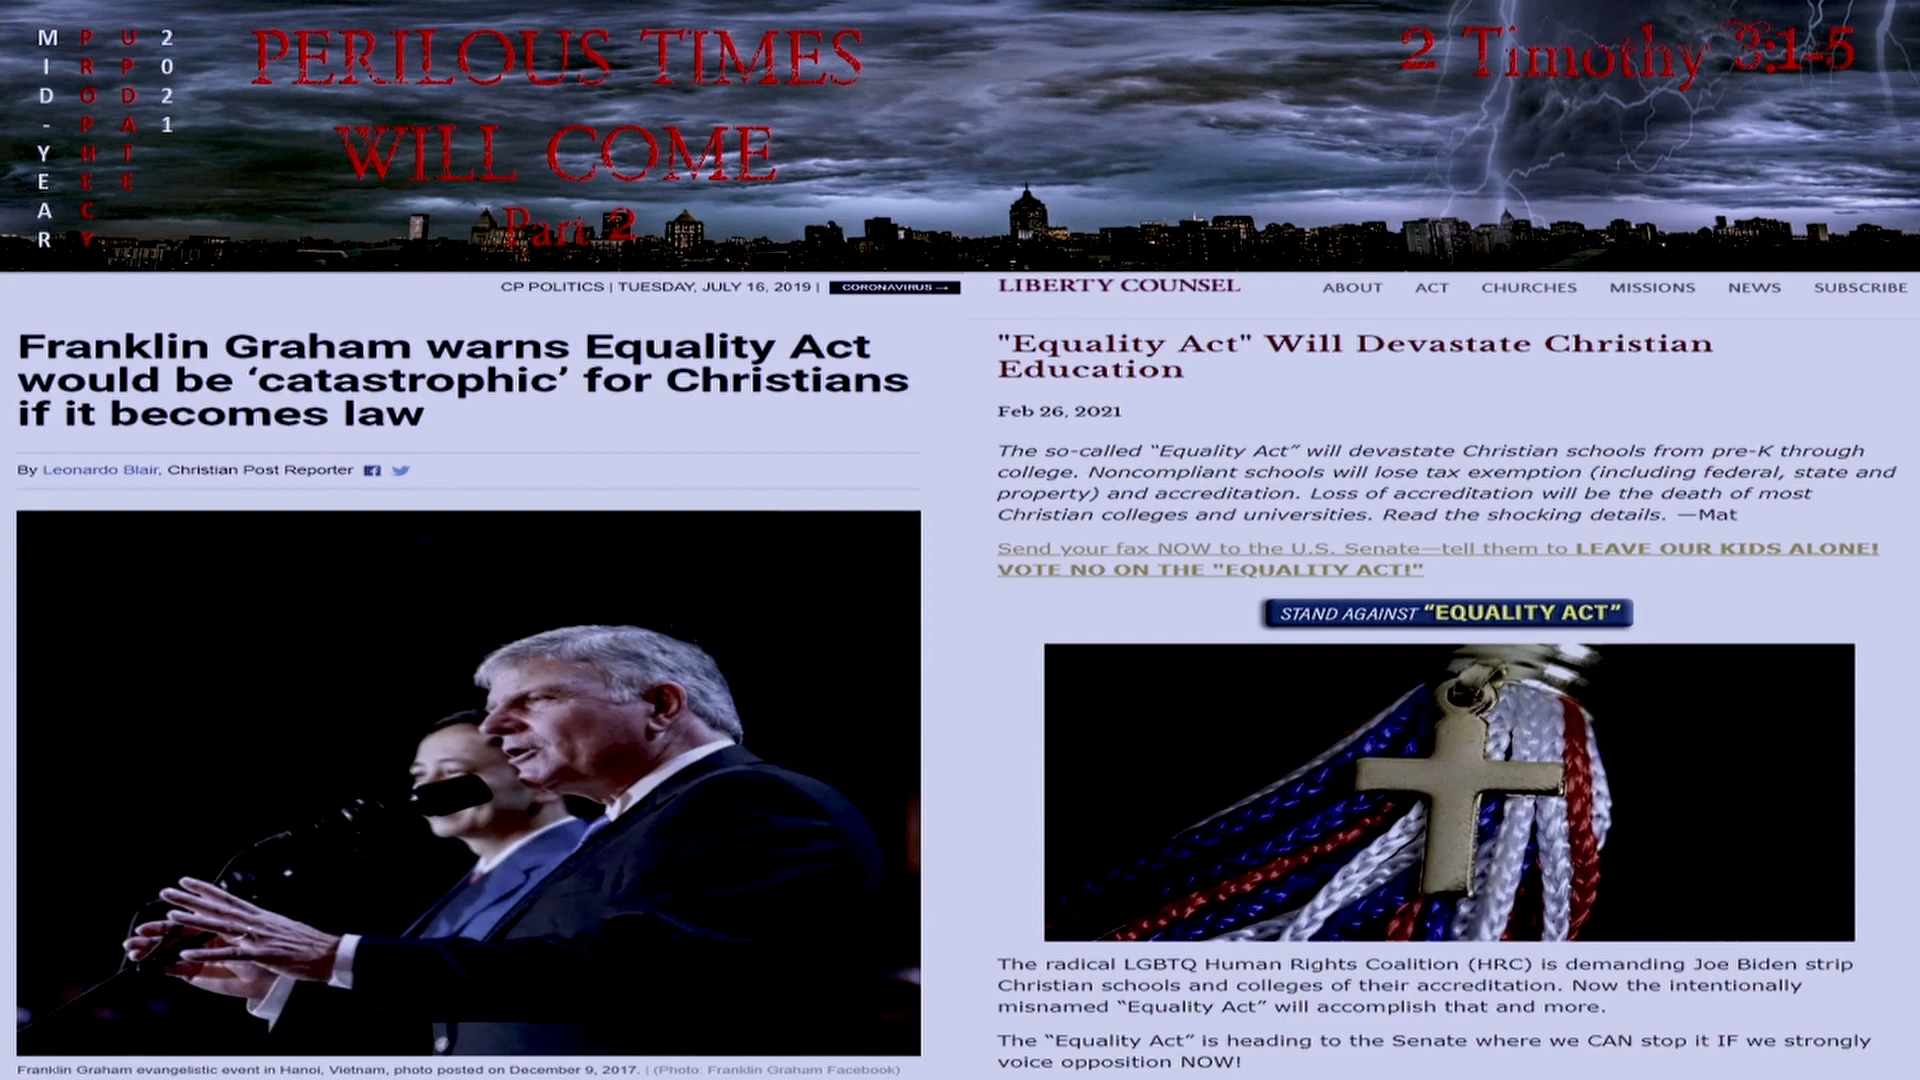 MID-YEAR
PROPHECY
UPDATE
2021
PERILOUS TIMES
WILL COME
Part 2
2 Timothy 3:1-5
CP POLITICS | TUESDAY, JULY 16, 2019 | CORONAVIRUS →
Franklin Graham warns Equality Act
would be ‘catastrophic’ for Christians
if it becomes law
By Leonardo Blair, Christian Post Reporter
Franklin Graham evangelistic event in Hanoi, Vietnam, photo posted on December 9, 2017. | (Photo: Franklin Graham Facebook)
LIBERTY COUNSEL ABOUT ACT CHURCHES MISSIONS NEWS SUBSCRIBE
"Equality Act" Will Devastate Christian
Education
Feb 26, 2021
The so-called “Equality Act” will devastate Christian schools from pre-K through
college. Noncompliant schools will lose tax exemption (including federal, state and
property) and accreditation. Loss of accreditation will be the death of most
Christian colleges and universities. Read the shocking details. —Mat
Send your fax NOW to the U.S. Senate—tell them to LEAVE OUR KIDS ALONE!
VOTE NO ON THE "EQUALITY ACT!"
STAND AGAINST “EQUALITY ACT”
The radical LGBTQ Human Rights Coalition (HRC) is demanding Joe Biden strip
Christian schools and colleges of their accreditation. Now the intentionally
misnamed “Equality Act” will accomplish that and more.
The “Equality Act” is heading to the Senate where we CAN stop it IF we strongly
voice opposition NOW!